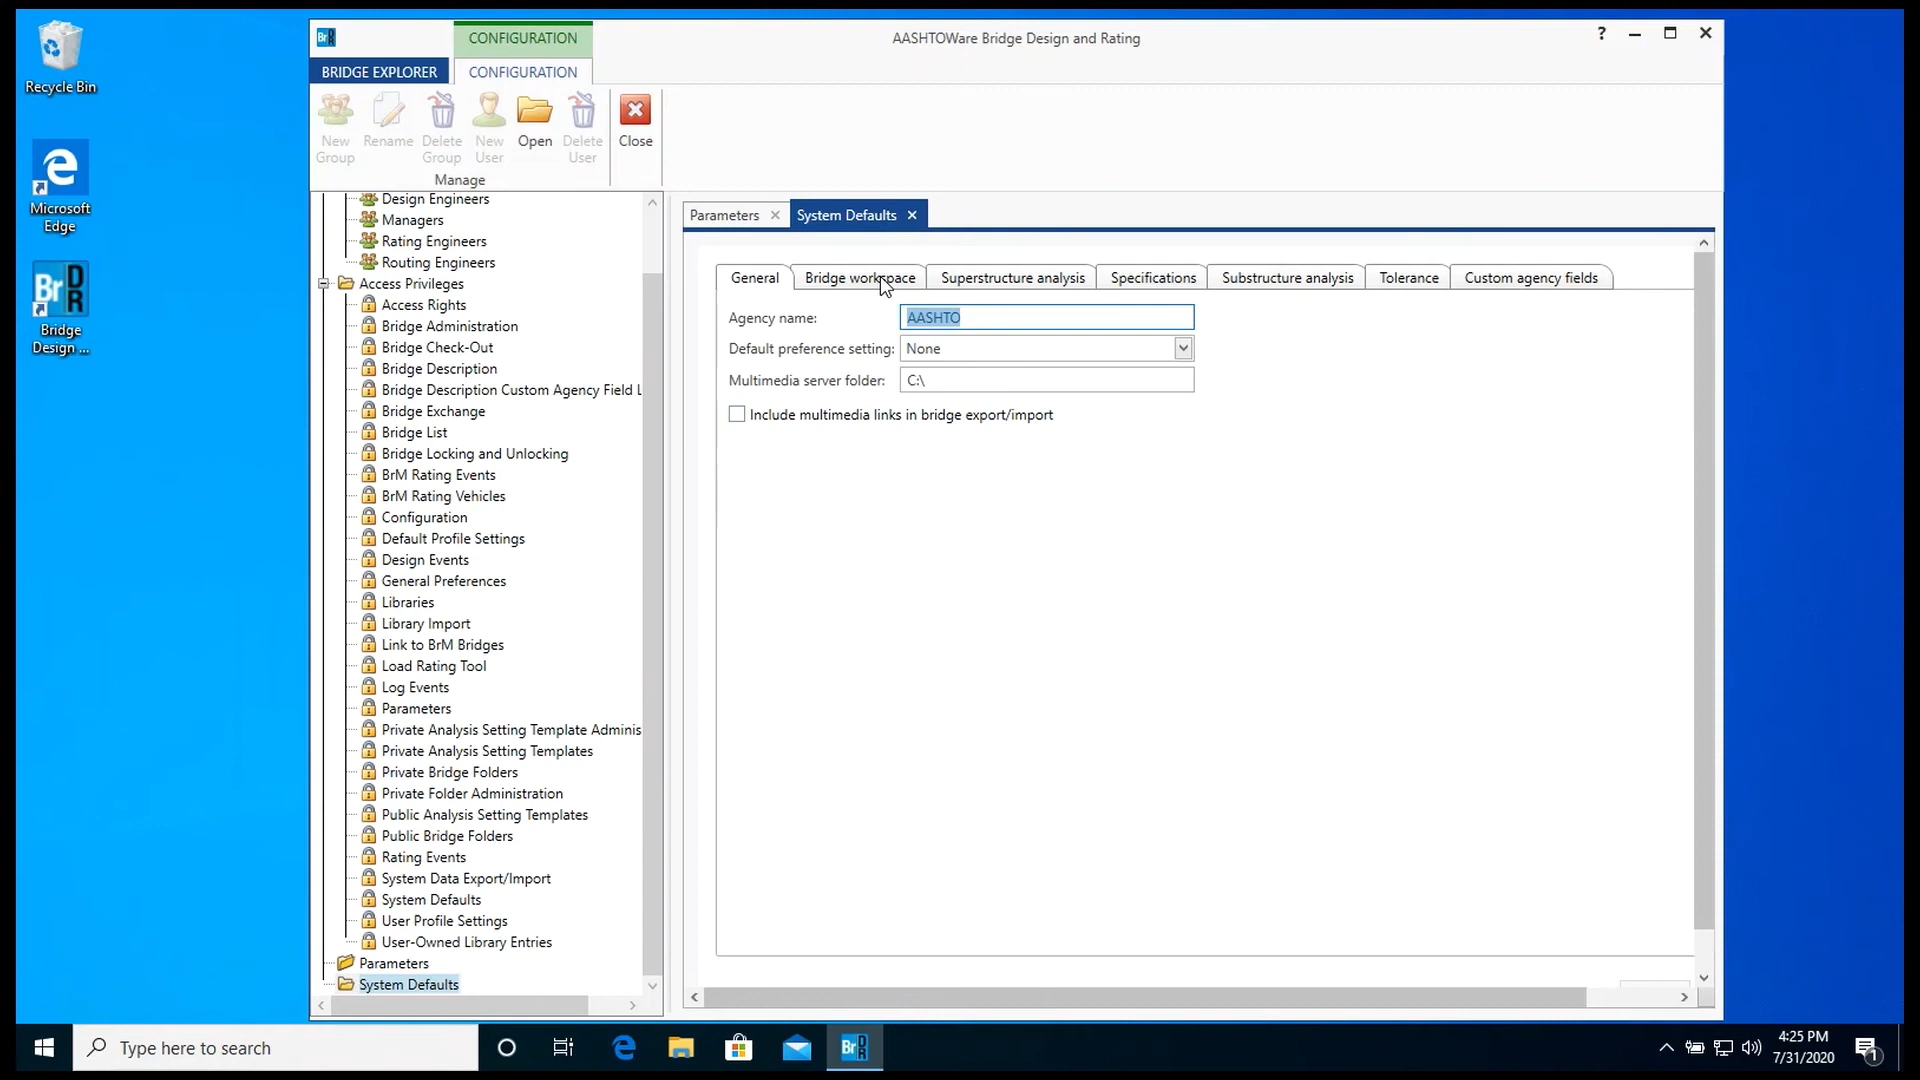 Recycle Bin
Microsoft
Edge
Bridge
Design ...
BrDR
CONFIGURATION
AASHTOWare Bridge Design and Rating
?
BRIDGE EXPLORER
CONFIGURATION
New
Group
Rename
Delete
Group
New
User
Open
Delete
User
Close
Manage
Design Engineers
Managers
Rating Engineers
Routing Engineers
Access Privileges
Access Rights
Bridge Administration
Bridge Check-Out
Bridge Description
Bridge Description Custom Agency Field L
Bridge Exchange
Bridge List
Bridge Locking and Unlocking
BrM Rating Events
BrM Rating Vehicles
Configuration
Default Profile Settings
Design Events
General Preferences
Libraries
Library Import
Link to BrM Bridges
Load Rating Tool
Log Events
Parameters
Private Analysis Setting Template Adminis
Private Analysis Setting Templates
Private Bridge Folders
Private Folder Administration
Public Analysis Setting Templates
Public Bridge Folders
Rating Events
System Data Export/Import
System Defaults
User Profile Settings
User-Owned Library Entries
Parameters
System Defaults
Parameters
System Defaults
General
Bridge workspace
Superstructure analysis
Specifications
Substructure analysis
Tolerance
Custom agency fields
Agency name:
AASHTO
Default preference setting:
None
Multimedia server folder:
C:\
Include multimedia links in bridge export/import
Type here to search
BrDR
4:25 PM
7/31/2020
1